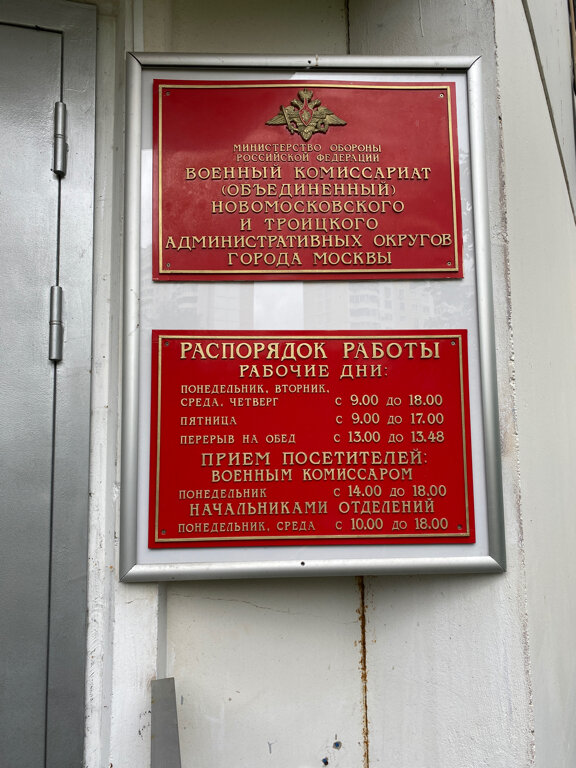 МИНИСТЕРСТВО ОБОРОНЫ
РОССИЙСКОЙ ФЕДЕРАЦИИ
ВОЕННЫЙ КОМИССАРИАТ
(ОБЪЕДИНЕННЫЙ)
НОВОМОСКОВСКОГО
И ТРОИЦКОГО
АДМИНИСТРАТИВНЫХ ОКРУГОВ
ГОРОДА МОСКВЫ
РАСПОРЯДОК РАБОТЫ
РАБОЧИЕ ДНИ:
ПОНЕДЕЛЬНИК, ВТОРНИК,
СРЕДА, ЧЕТВЕРГ С 9.00 ДО 18.00
ПЯТНИЦА С 9.00 ДО 17.00
ПЕРЕРЫВ НА ОБЕД С 13.00 ДО 13.48
ПРИЕМ ПОСЕТИТЕЛЕЙ:
ВОЕННЫМ КОМИССАРОМ
ПОНЕДЕЛЬНИК С 14.00 ДО 18.00
НАЧАЛЬНИКАМИ ОТДЕЛЕНИЙ
ПОНЕДЕЛЬНИК, СРЕДА С 10.00 ДО 18.00